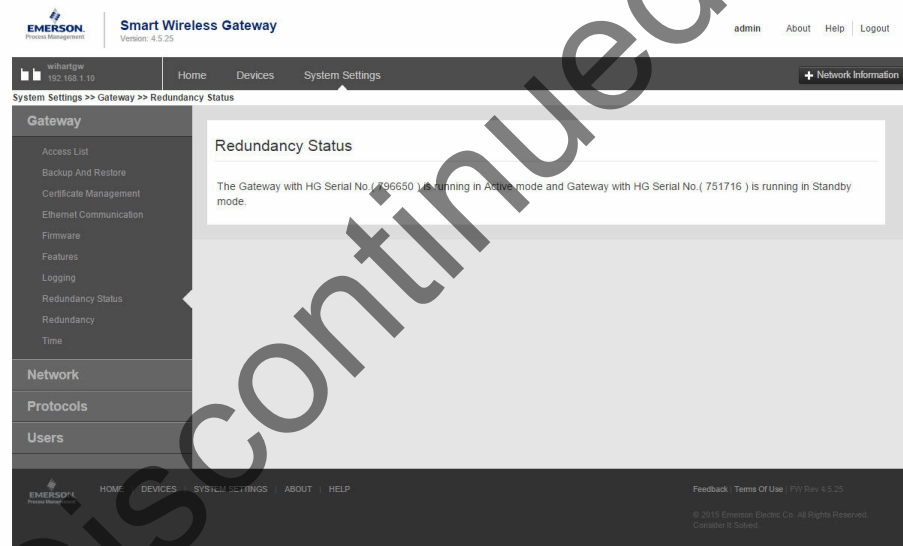 EMERSON.
Process Management
Smart Wireless Gateway
Version: 4.5.25
admin About Help Logout
wihartgw
192.168.1.10
Home Devices System Settings
+ Network Information
System Settings >> Gateway >> Redundancy Status
Gateway
Access List
Backup And Restore
Certificate Management
Ethernet Communication
Firmware
Features
Logging
Redundancy Status
Redundancy
Time
Network
Protocols
Users
Redundancy Status
The Gateway with HG Serial No.( 796650 ) is running in Active mode and Gateway with HG Serial No.( 751716 ) is running in Standby
mode.
Discontinued
EMERSON.
Process Management
HOME | DEVICES | SYSTEM SETTINGS | ABOUT | HELP
Feedback | Terms Of Use | FW Rev 4.5.25
© 2015 Emerson Electric Co. All Rights Reserved.
Consider It Solved.